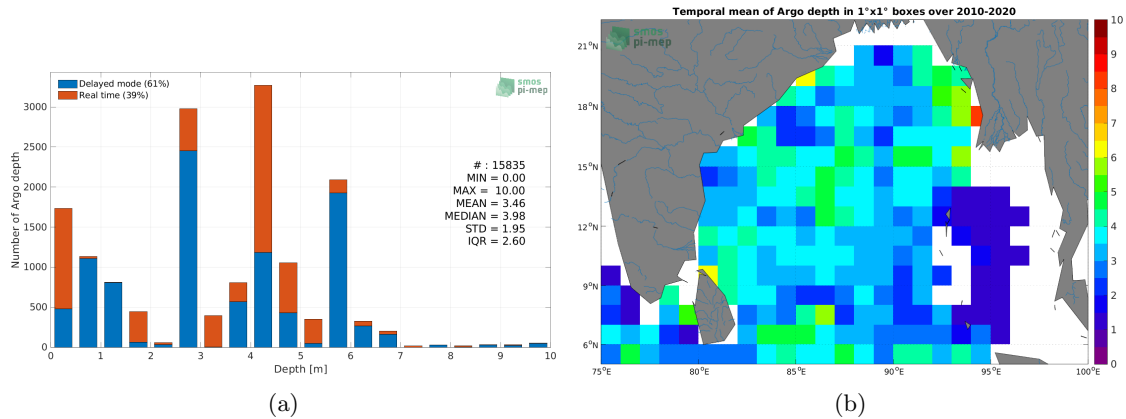 smos
pi-mep
Delayed mode (61%)
Real time (39%)
# : 15835
MIN = 0.00
MAX = 10.00
MEAN = 3.46
MEDIAN = 3.98
STD = 1.95
IQR = 2.60
Number of Argo depth
3000
2500
2000
1500
1000
500
0
0 1 2 3 4 5 6 7 8 9 10
Depth [m]
(a)
Temporal mean of Argo depth in 1°x1° boxes over 2010-2020
smos
pi-mep
21°N
18°N
15°N
12°N
9°N
6°N
75°E 80°E 85°E 90°E 95°E 100°E
10
9
8
7
6
5
4
3
2
1
0
(b)